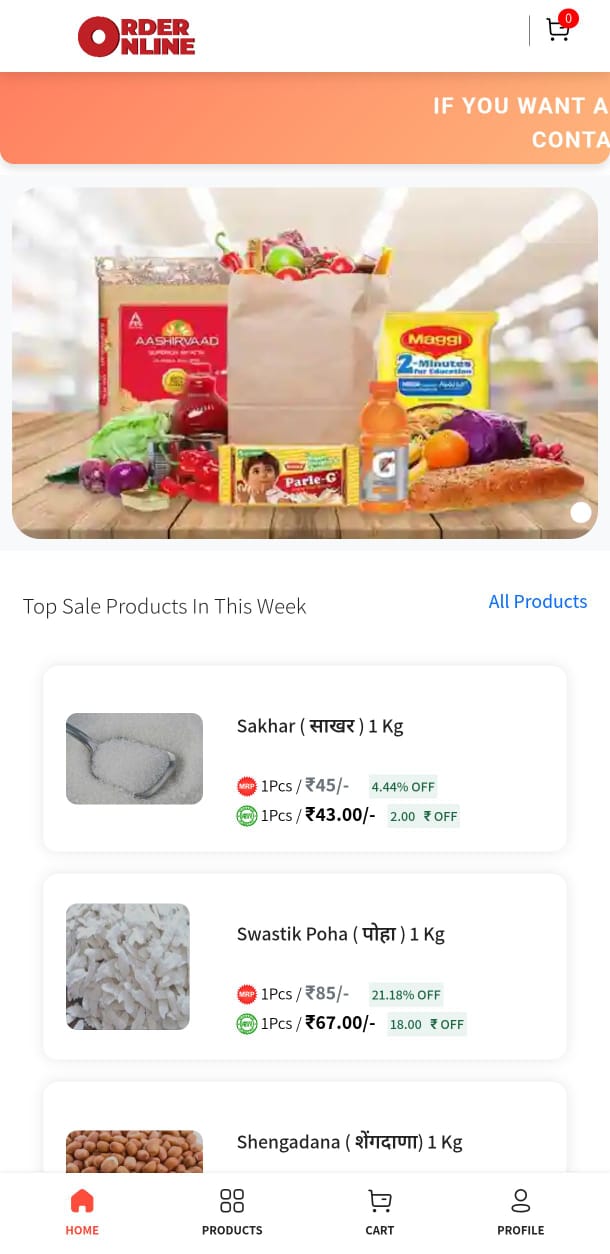 ORDER
ONLINE
0
IF YOU WANT A
CONTA
AASHIRVAAD
Maggi
2-Minutes
for Education
Parle-G
G
Top Sale Products In This Week
All Products
Sakhar ( साखर ) 1 Kg
MRP 1Pcs / ₹45/- 4.44% OFF
1Pcs / ₹43.00/- 2.00 ₹ OFF
Swastik Poha ( पोहा ) 1 Kg
MRP 1Pcs / ₹85/- 21.18% OFF
1Pcs / ₹67.00/- 18.00 ₹ OFF
Shengadana ( शेंगदाणा) 1 Kg
HOME
PRODUCTS
CART
PROFILE